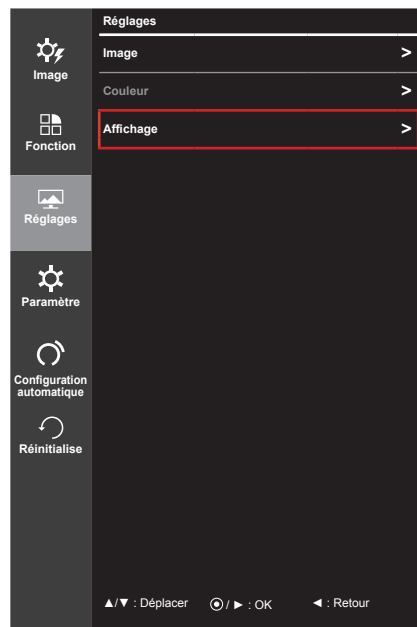 Réglages
Image >
Couleur >
Affichage >
Image
Fonction
Réglages
Paramètre
Configuration
automatique
Réinitialise
▲/▼ : Déplacer ⦿ / ► : OK ◄ : Retour